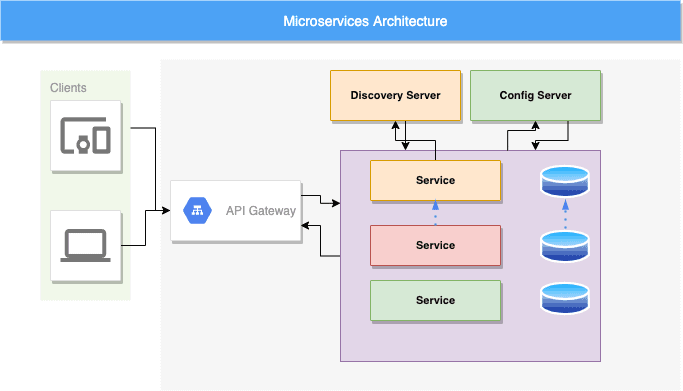 Microservices Architecture
Clients
Discovery Server
Config Server
Service
API Gateway
Service
Service